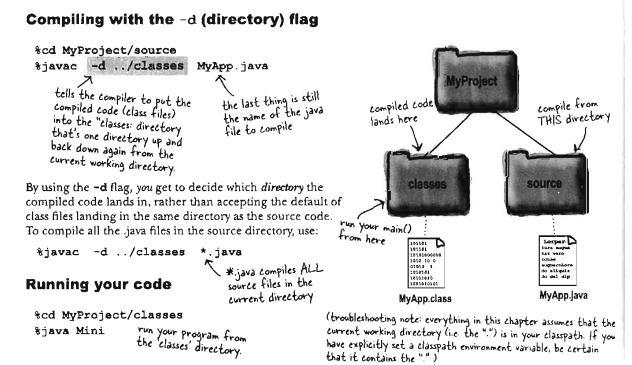 Compiling with the -d (directory) flag
%cd MyProject/source
%javac -d ../classes MyApp.java
tells the compiler to put the
compiled code (class files)
into the "classes: directory
that's one directory up and
back down again from the
current working directory.
the last thing is still
the name of the java
file to compile
By using the -d flag, you get to decide which directory the
compiled code lands in, rather than accepting the default of
class files landing in the same directory as the source code.
To compile all the .java files in the source directory, use:
%javac -d ../classes *.java
*.java compiles ALL
source files in the
current directory
Running your code
%cd MyProject/classes
%java Mini
run your program from
the 'classes' directory.
MyProject
compiled code
lands here
compile from
THIS directory
classes
source
run your main()
from here
101101
101101
MyApp.class
MyApp.java
(troubleshooting note: everything in this chapter assumes that the
current working directory (i.e. the ".") is in your classpath. If you
have explicitly set a classpath environment variable, be certain
that it contains the "." )